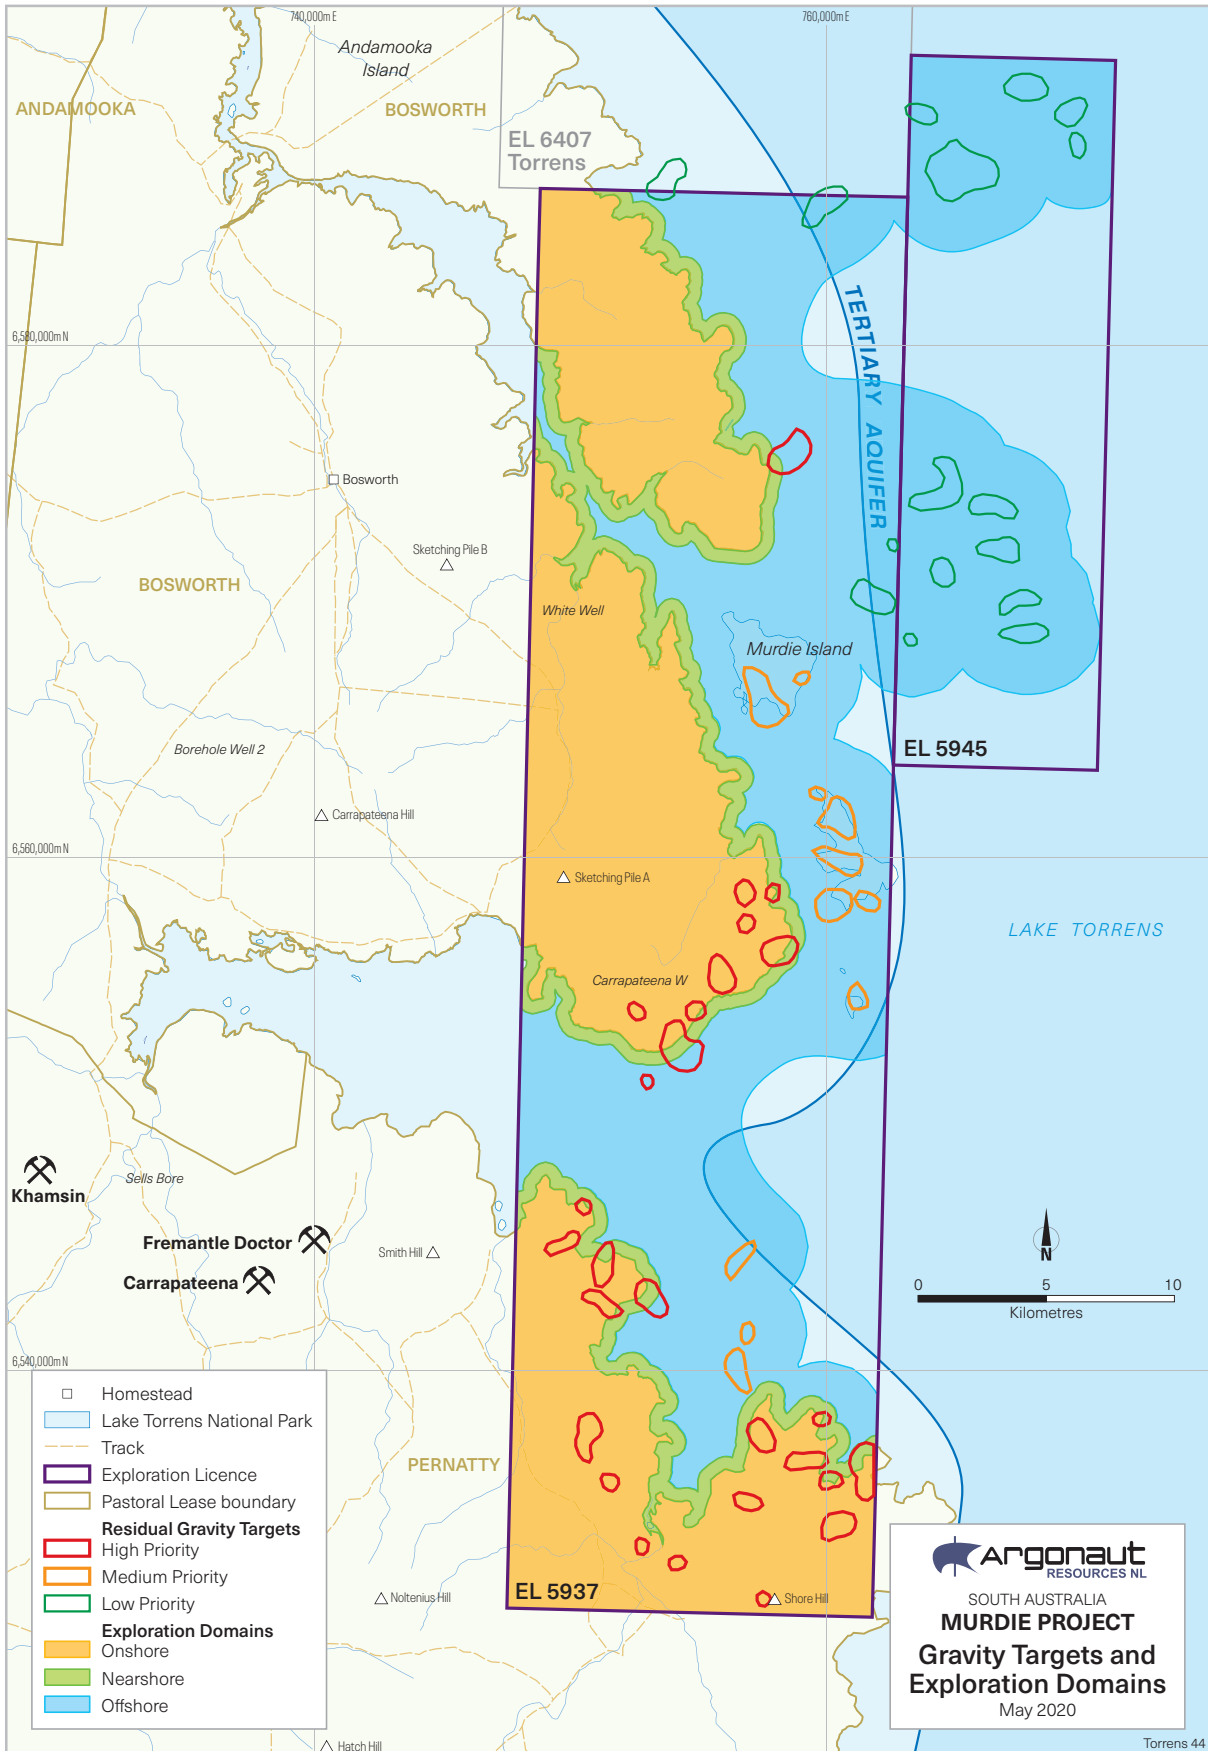 740,000m E
760,000m E
Andamooka
Island
ANDAMOOKA
BOSWORTH
EL 6407
Torrens
TERTIARY AQUIFER
6,580,000m N
Bosworth
Sketching Pile B
BOSWORTH
White Well
Murdie Island
Borehole Well 2
EL 5945
Carrapateena Hill
6,560,000m N
Sketching Pile A
LAKE TORRENS
Carrapateena W
Khamsin
Sells Bore
Fremantle Doctor
Smith Hill
Carrapateena
N
0 5 10
Kilometres
6,540,000m N
PERNATTY
Homestead
Lake Torrens National Park
Track
Exploration Licence
Pastoral Lease boundary
Residual Gravity Targets
High Priority
Medium Priority
Low Priority
Exploration Domains
Onshore
Nearshore
Offshore
EL 5937
Noltenius Hill
Shore Hill
Hatch Hill
Argonaut
RESOURCES NL
SOUTH AUSTRALIA
MURDIE PROJECT
Gravity Targets and
Exploration Domains
May 2020
Torrens 44